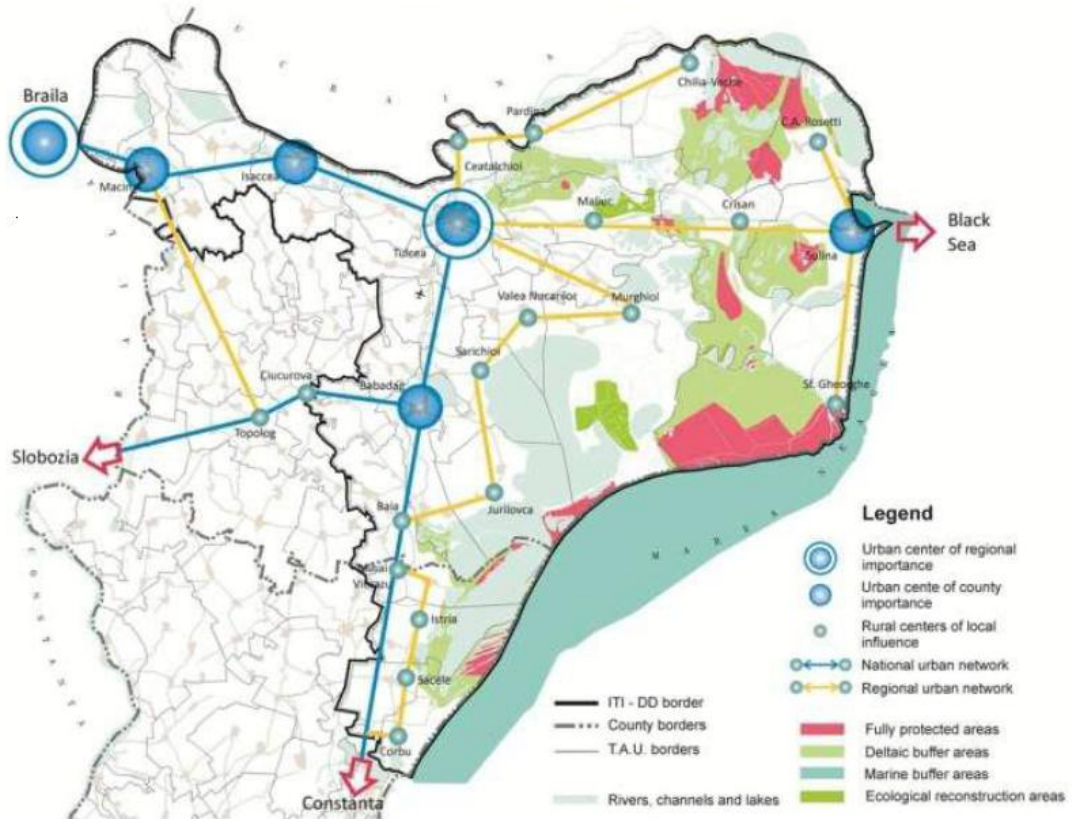 U C R A I N A
Braila
Chilia-Veche
Pardina
C.A. Rosetti
Ceatalchioi
Isaccea
Macin
Maliuc
Crisan
Black
Sea
Tulcea
Sulina
Valea Nucarilor
Murghiol
Sarichioi
Ciucurova
Babadag
Sf. Gheorghe
Topolog
Slobozia
Jurilovca
Baia
Mihai
Viteazu
Istria
Sacele
Corbu
Constanta
M A R E A N E A G R A
C O N S T A N T A
Legend
Urban center of regional
importance
Urban cente of county
importance
Rural centers of local
influence
National urban network
Regional urban network
ITI - DD border
County borders
T.A.U. borders
Rivers, channels and lakes
Fully protected areas
Deltaic buffer areas
Marine buffer areas
Ecological reconstruction areas